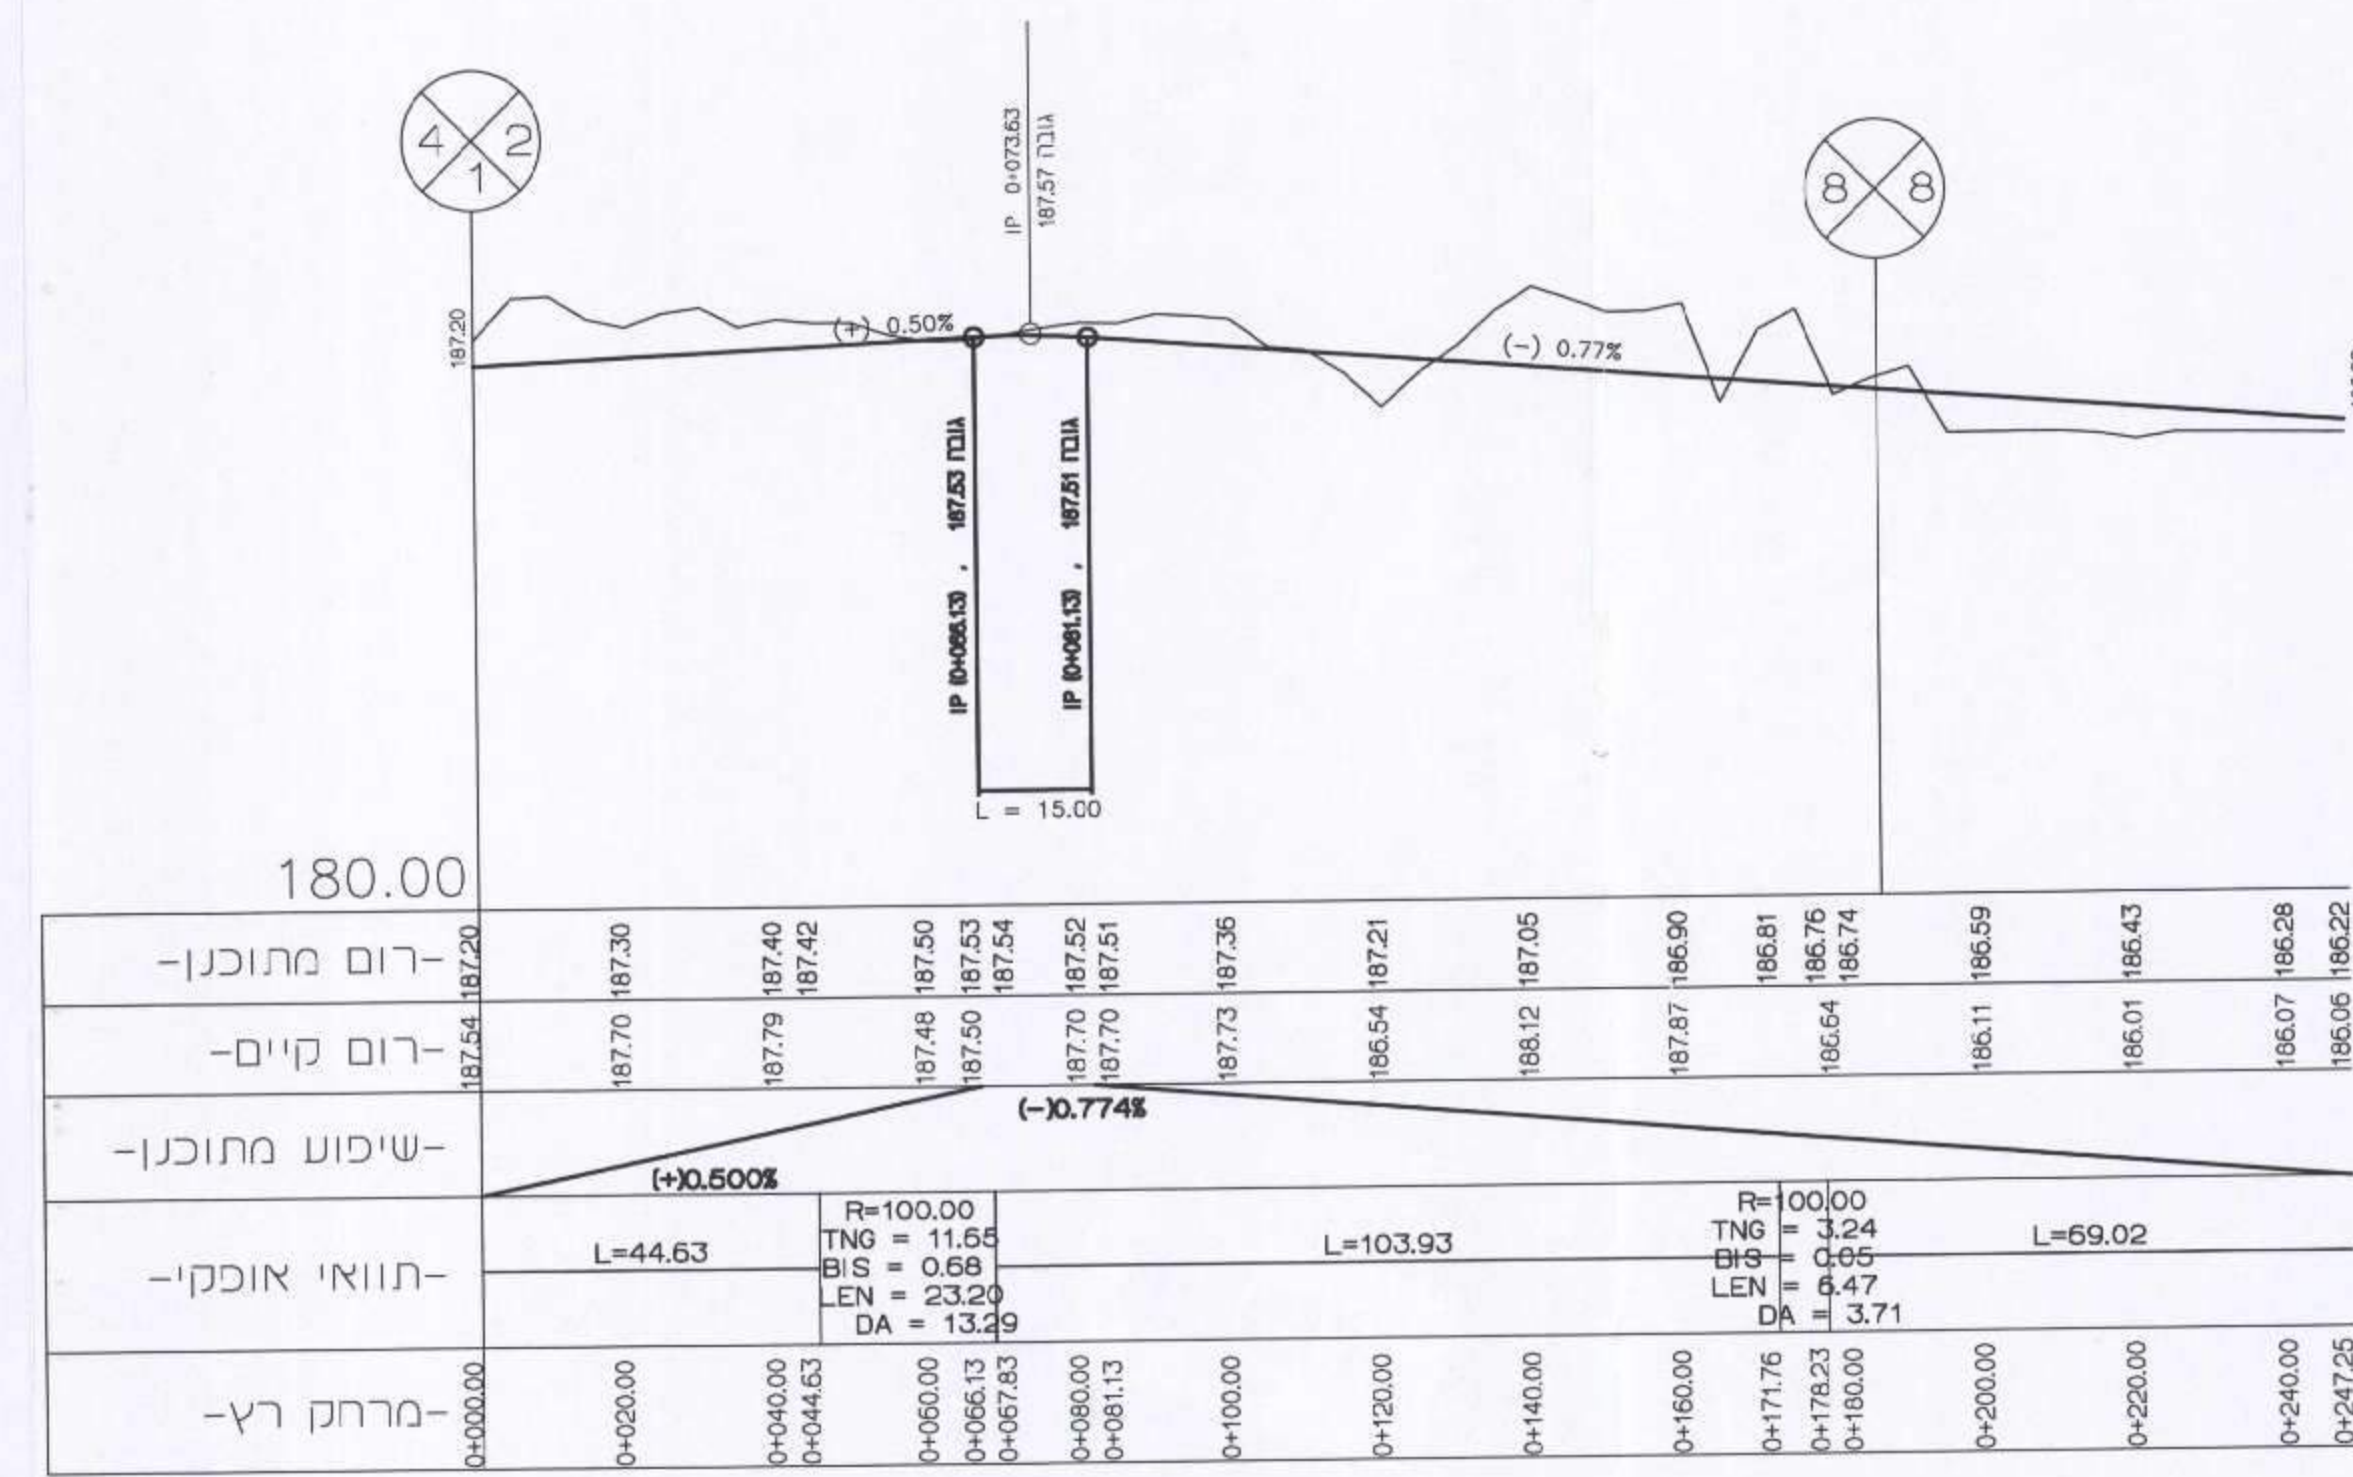 4 2
1
IP 0+073.63
גובה 187.57
8 8
187.20
(+) 0.50%
(-) 0.77%
IP (0+066.13) , גובה 187.53
IP (0+081.13) , גובה 187.51
L = 15.00
180.00
-רום מתוכנן-
187.20 187.30 187.40 187.42 187.50 187.53 187.54 187.52 187.51 187.36 187.21 187.05 186.90 186.81 186.76 186.74 186.59 186.43 186.28 186.22
-רום קיים-
187.54 187.70 187.79 187.48 187.50 187.70 187.70 187.73 186.54 188.12 187.87 186.64 186.11 186.01 186.07 186.06
-שיפוע מתוכנן-
(+)0.500%
(-)0.774%
-תוואי אופקי-
L=44.63
R=100.00
TNG = 11.65
BIS = 0.68
LEN = 23.20
DA = 13.29
L=103.93
R=100.00
TNG = 3.24
BIS = 0.05
LEN = 6.47
DA = 3.71
L=69.02
-מרחק רץ-
0+000.00 0+020.00 0+040.00 0+044.63 0+060.00 0+066.13 0+067.83 0+080.00 0+081.13 0+100.00 0+120.00 0+140.00 0+160.00 0+171.76 0+178.23 0+180.00 0+200.00 0+220.00 0+240.00 0+247.25